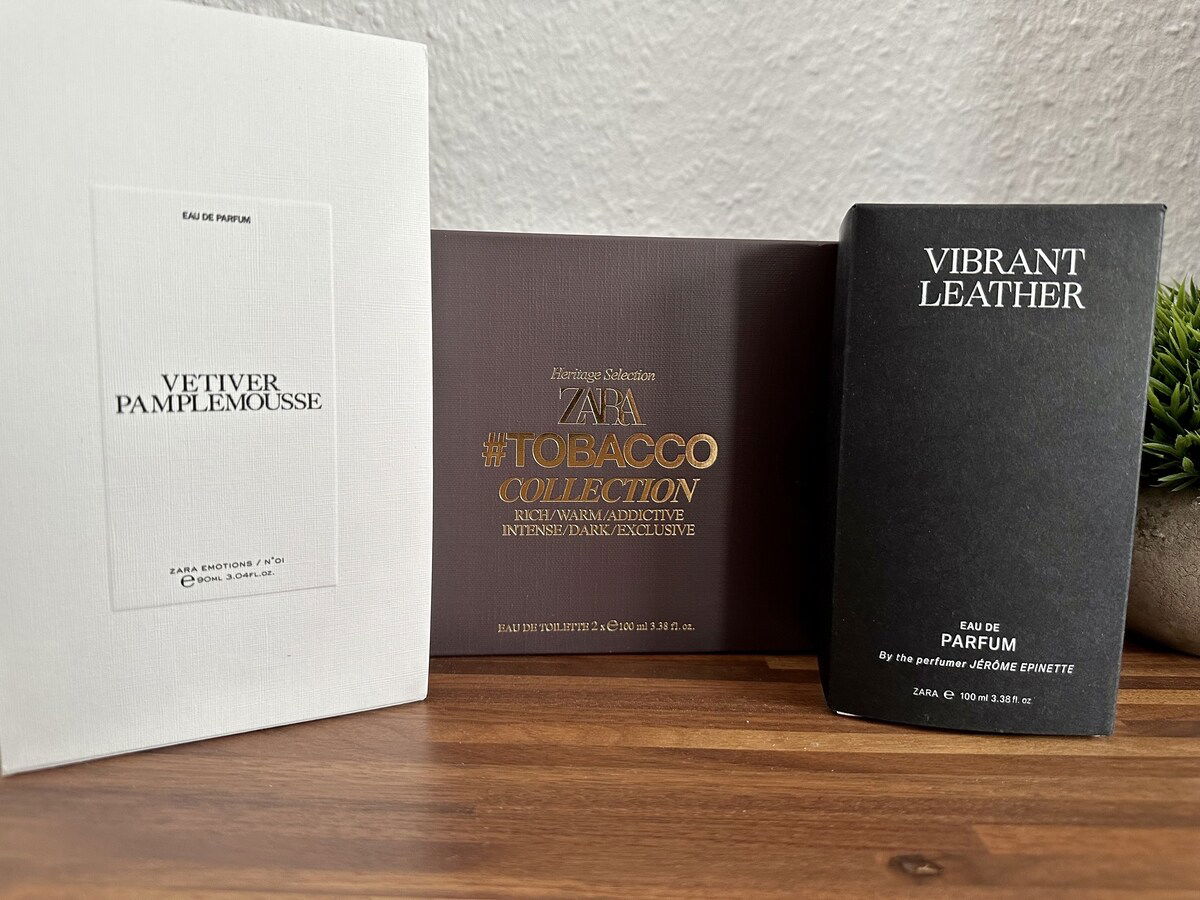 EAU DE PARFUM
VETIVER
PAMPLEMOUSSE
ZARA EMOTIONS / N°01
℮ 90ML 3.04FL.OZ.
Heritage Selection
ZARA
#TOBACCO
COLLECTION
RICH/WARM/ADDICTIVE
INTENSE/DARK/EXCLUSIVE
EAU DE TOILETTE 2 x ℮ 100 ml 3.38 fl. oz.
VIBRANT
LEATHER
EAU DE
PARFUM
By the perfumer JÉRÔME EPINETTE
ZARA ℮ 100 ml 3.38 fl. oz